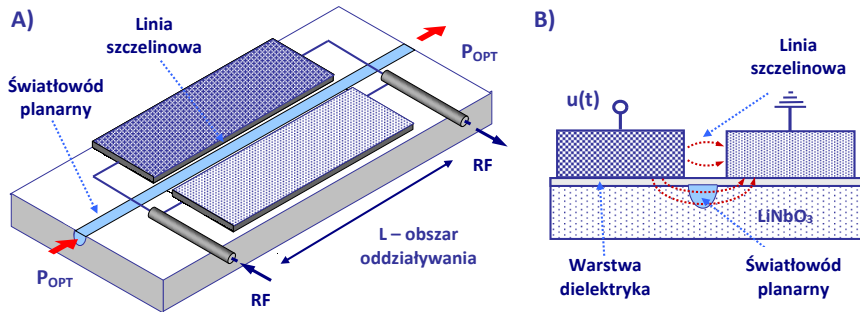 A)
Linia
szczelinowa
P_OPT
Światłowód
planarny
RF
L – obszar
oddziaływania
P_OPT
RF
B)
Linia
szczelinowa
u(t)
LiNbO₃
Warstwa
dielektryka
Światłowód
planarny